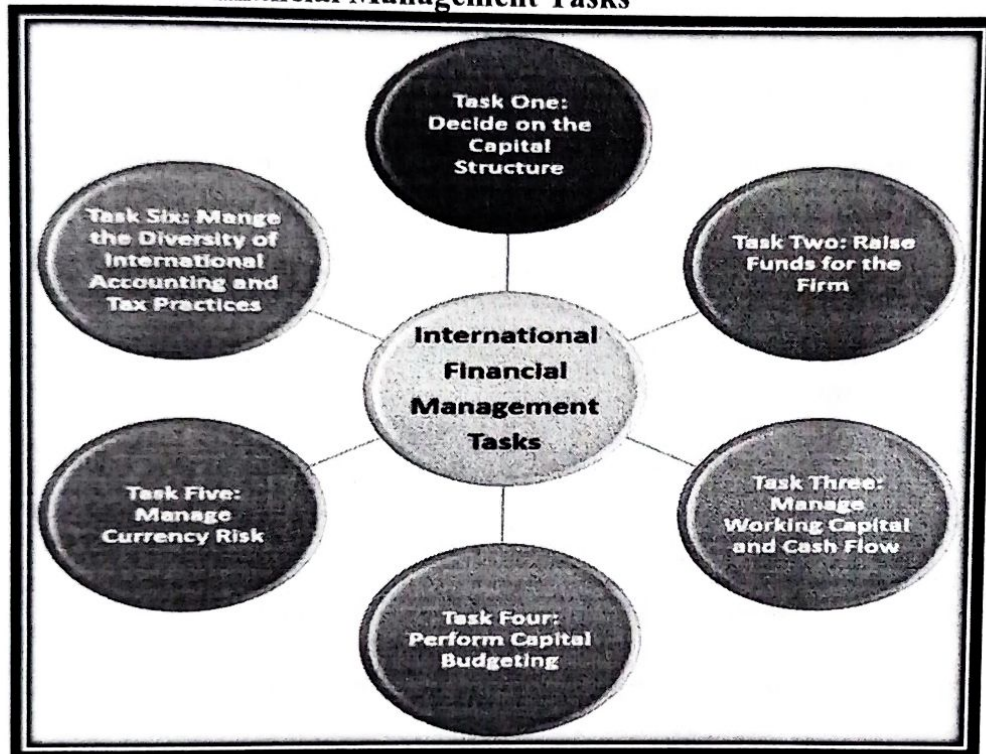 Management Tasks
Task One:
Decide on the
Capital
Structure
Task Two: Raise
Funds for the
Firm
Task Three:
Manage
Working Capital
and Cash Flow
Task Four:
Perform Capital
Budgeting
Task Five:
Manage
Currency Risk
Task Six: Mange
the Diversity of
International
Accounting and
Tax Practices
International
Financial
Management
Tasks